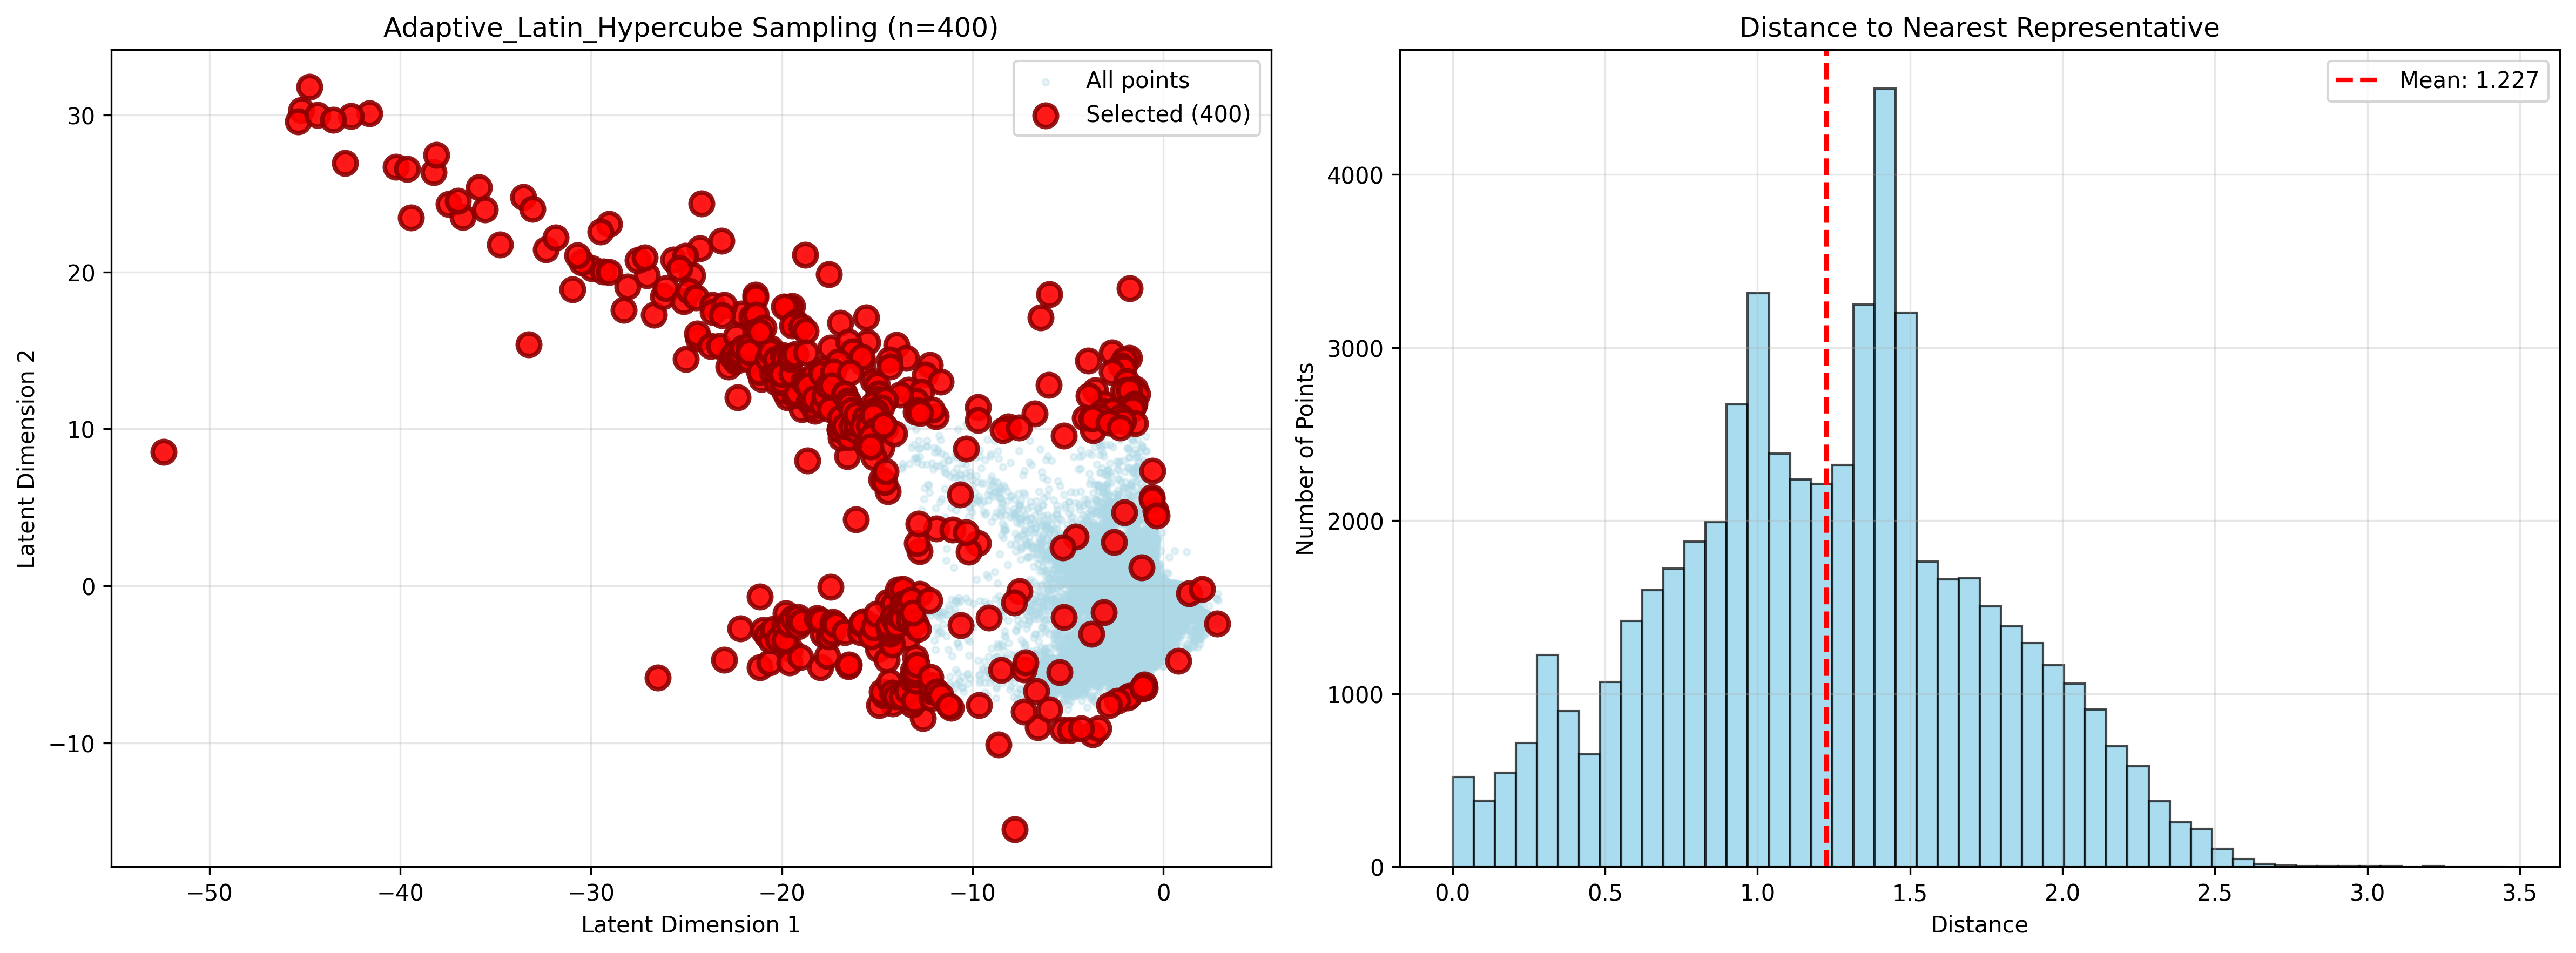 Adaptive_Latin_Hypercube Sampling (n=400)
All points
Selected (400)
30
20
10
0
−10
Latent Dimension 2
−50
−40
−30
−20
−10
0
Latent Dimension 1
Distance to Nearest Representative
Mean: 1.227
4000
3000
2000
1000
0
Number of Points
0.0
0.5
1.0
1.5
2.0
2.5
3.0
3.5
Distance